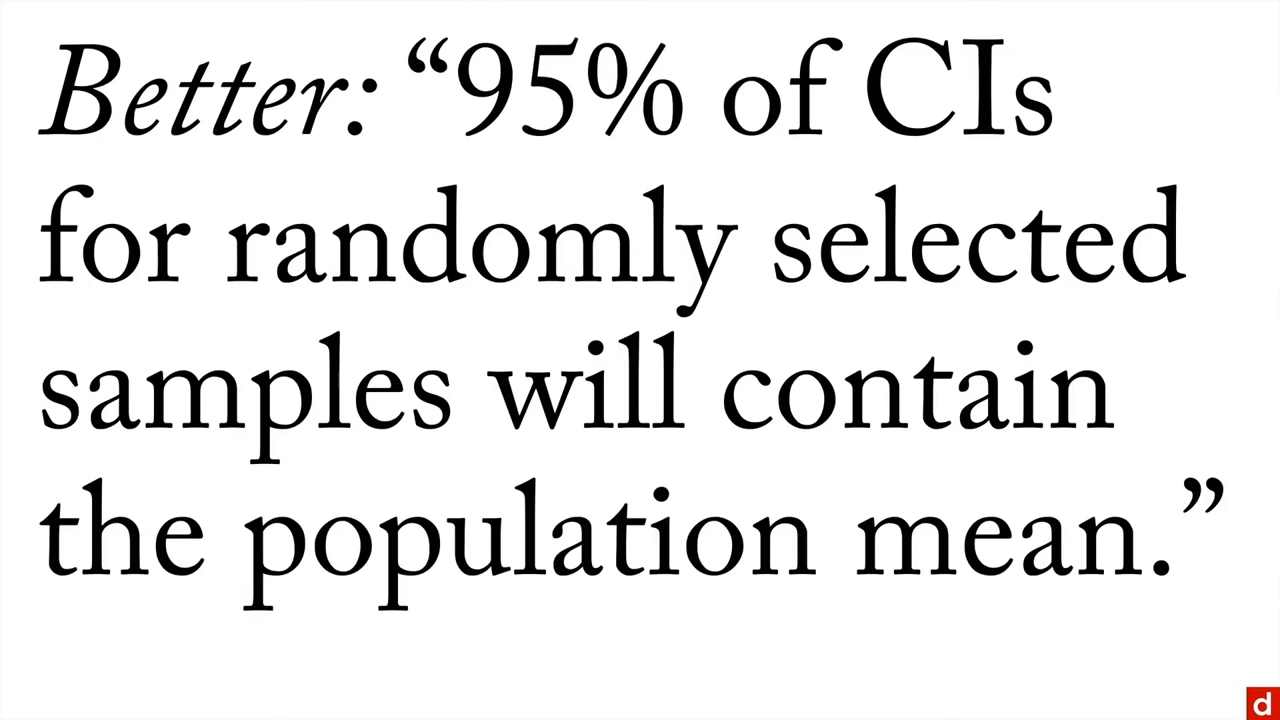 Better: “95% of CIs
for randomly selected
samples will contain
the population mean.”
d